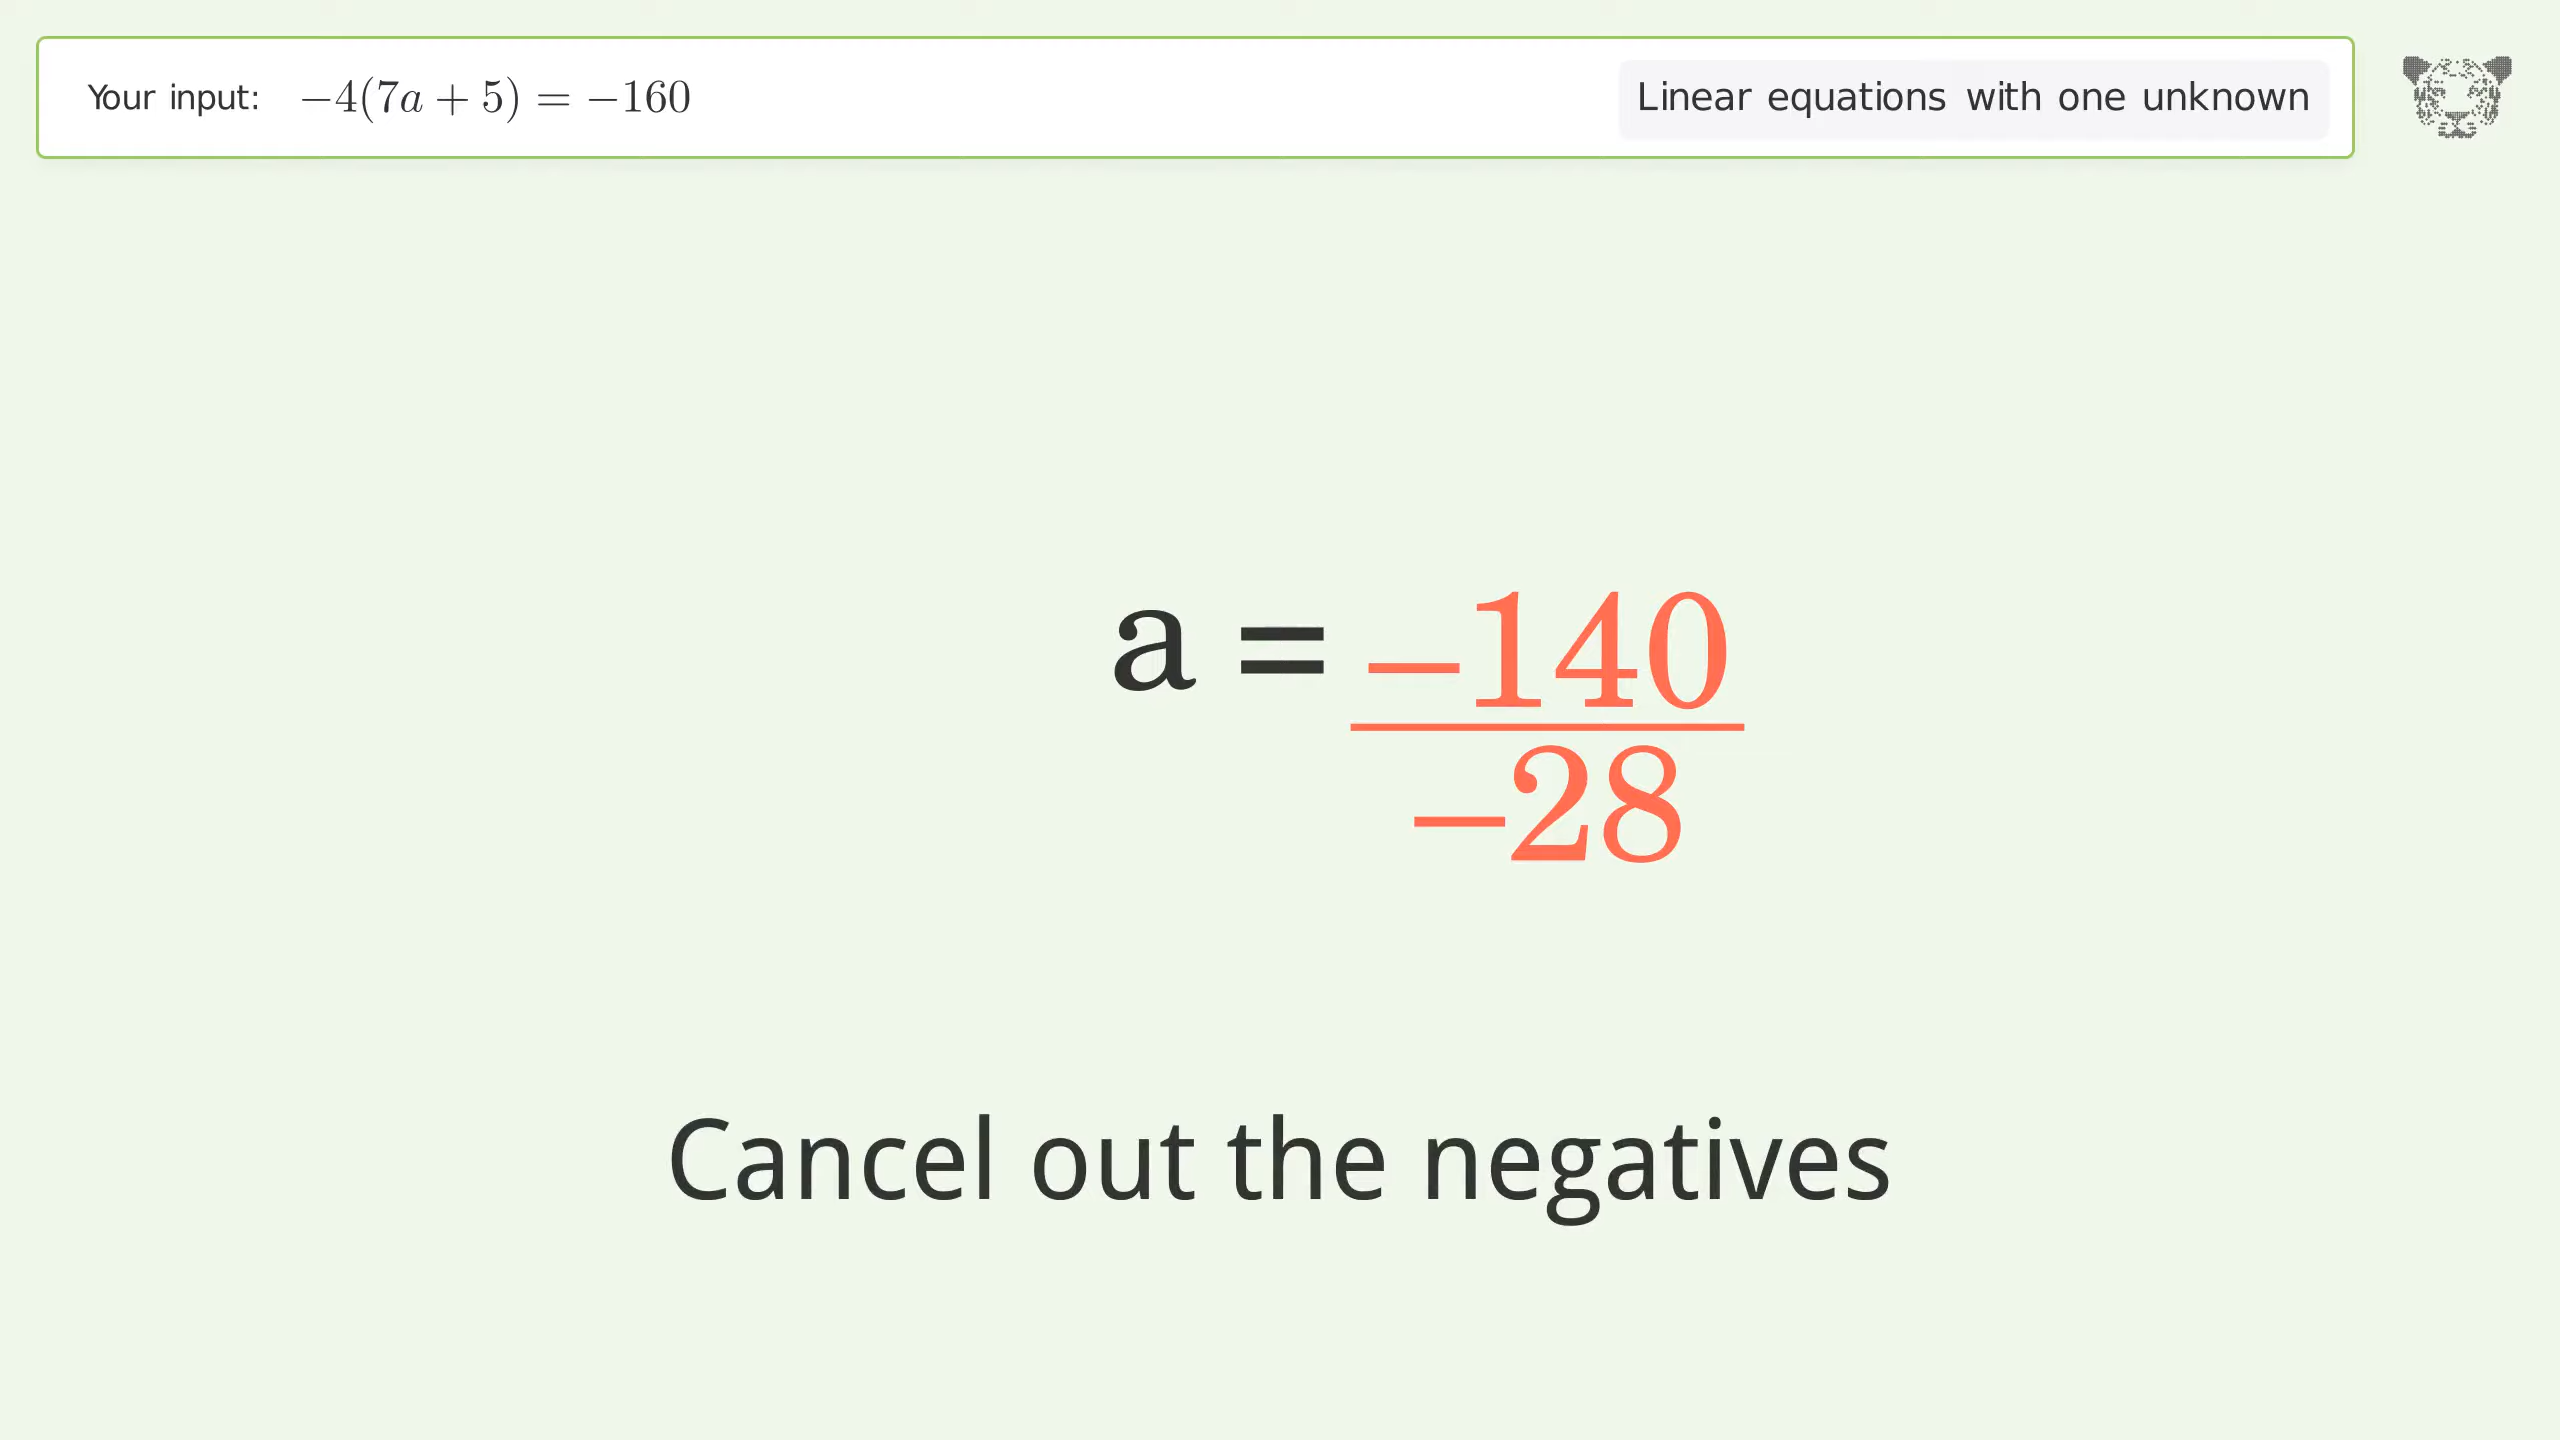 Your input: −4(7a + 5) = −160
Linear equations with one unknown
a = −140/−28
Cancel out the negatives